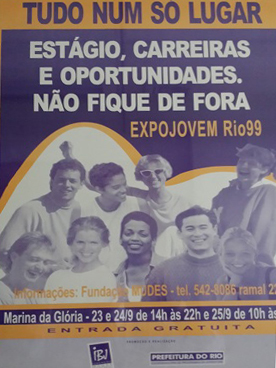 TUDO NUM SO LUGAR
ESTÁGIO, CARREIRAS
E OPORTUNIDADES.
NÃO FIQUE DE FORA
EXPOJOVEM Rio99
Informações: Fundação MUDES - tel. 542-8086 ramal 22
Marina da Glória - 23 e 24/9 de 14h às 22h e 25/9 de 10h às
ENTRADA GRATUITA
PREFEITURA DO RIO